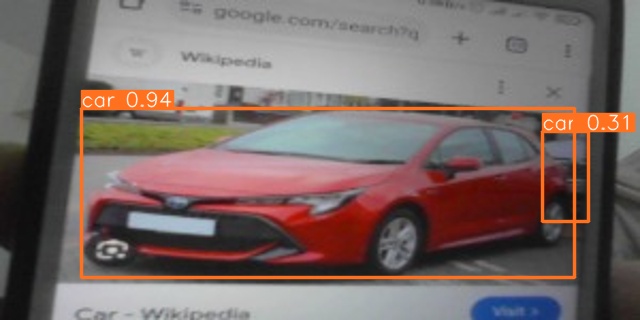 google.com/search?q
W Wikipedia
car 0.94
car 0.31
Car - Wikipedia
Visit >